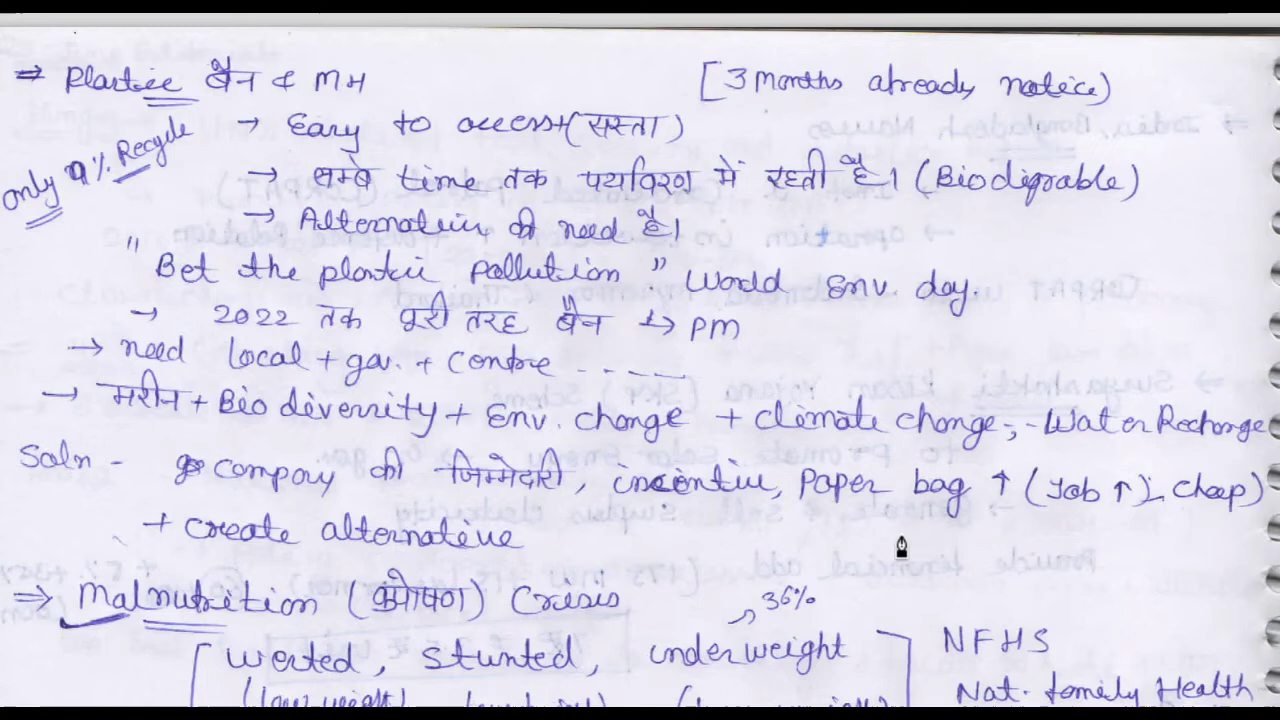 ⇒ Plastic बैन & MH [3 months already notice)
Only 9% Recycle
→ Easy to access (सस्ता)
→ लम्बे time तक पर्यावरण में रहती है। (Biodigrable)
→ Alternative की need है।
"Bet the plastic Pollution" World Env. day.
→ 2022 तक पूरी तरह बैन ↦ PM
→ need local + gov. + centre - - - - -
→ मरीन + Bio diversity + Env. change + climate change, - Water Recharge
Soln - company की जिम्मेदारी, incentive, Paper bag ↑ (Job ↑) cheap)
+ create alternative
⇒ Malnutrition (कुपोषण) Crisis
36%
Wested, Stunted, underweight NFHS
Nat. family Health